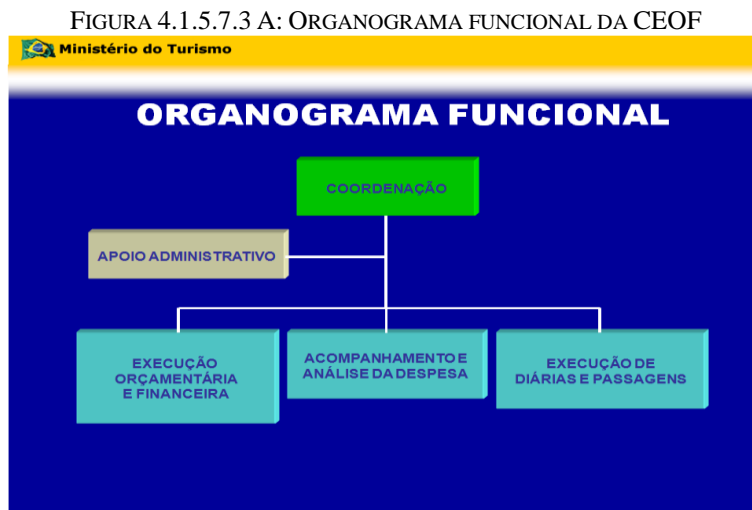 FIGURA 4.1.5.7.3 A: ORGANOGRAMA FUNCIONAL DA CEOF
Ministério do Turismo
ORGANOGRAMA FUNCIONAL
COORDENAÇÃO
APOIO ADMINISTRATIVO
EXECUÇÃO
ORÇAMENTÁRIA
E FINANCEIRA
ACOMPANHAMENTO E
ANÁLISE DA DESPESA
EXECUÇÃO DE
DIÁRIAS E PASSAGENS